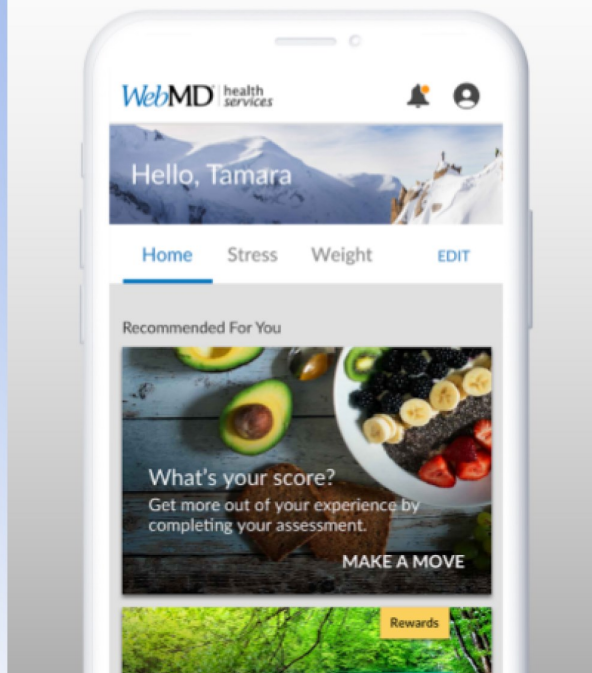 WebMD health services
Hello, Tamara
Home Stress Weight EDIT
Recommended For You
What's your score?
Get more out of your experience by
completing your assessment.
MAKE A MOVE
Rewards